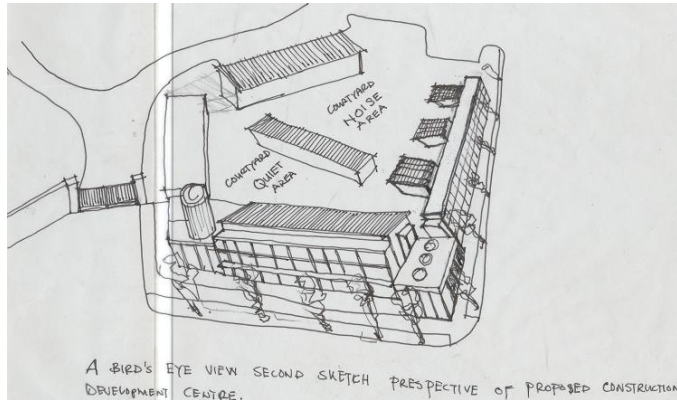 COURTYARD
NOISE
AREA
COURTYARD
QUIET
AREA
A BIRD'S EYE VIEW SECOND SKETCH PRESPECTIVE OF PROPOSED CONSTRUCTION
DEVELOPMENT CENTRE.